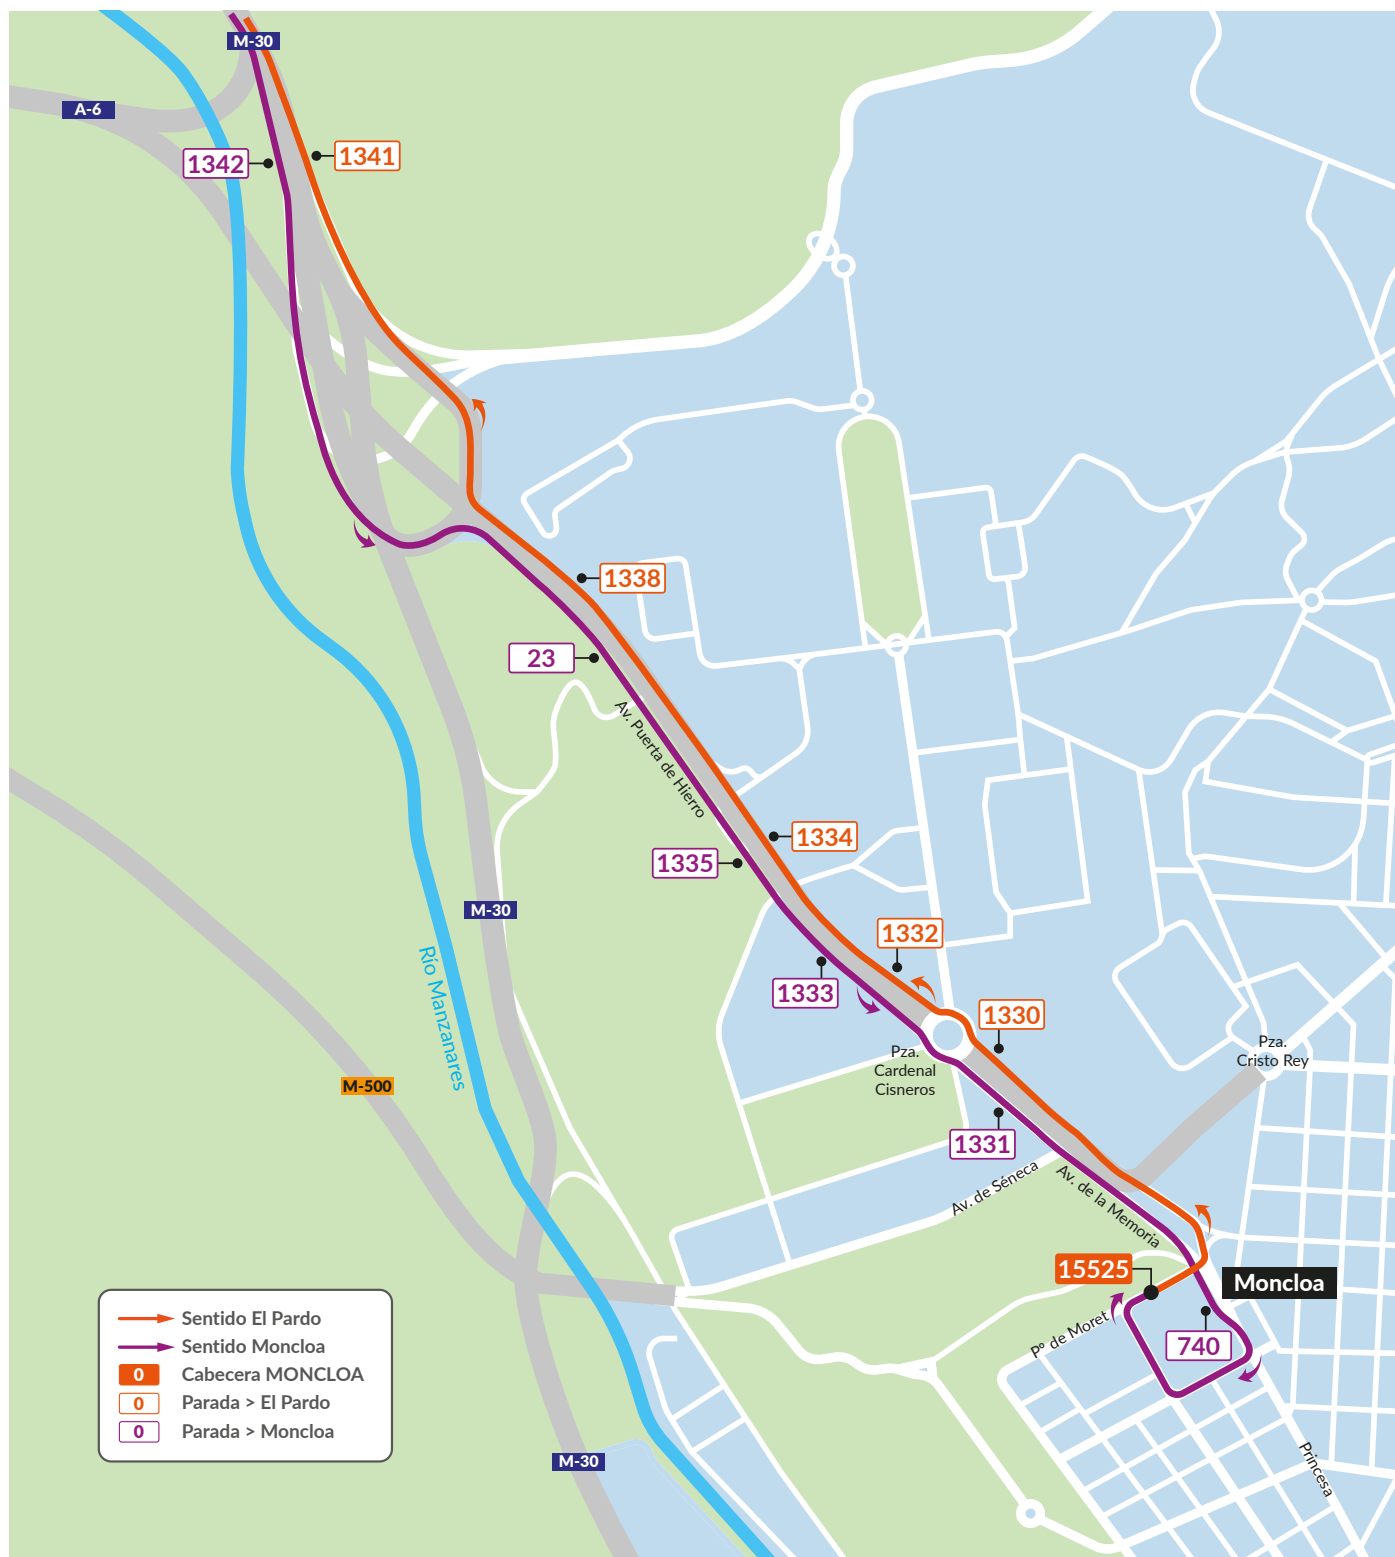 M-30
A-6
1342
1341
1338
23
Av. Puerta de Hierro
1334
1335
M-30
1332
Río Manzanares
1333
1330
Pza.
Cardenal
Cisneros
Pza.
Cristo Rey
M-500
1331
Av. de Séneca
Av. de la Memoria
15525
Moncloa
Pº de Moret
740
Sentido El Pardo
Sentido Moncloa
0 Cabecera MONCLOA
0 Parada > El Pardo
0 Parada > Moncloa
M-30
Princesa